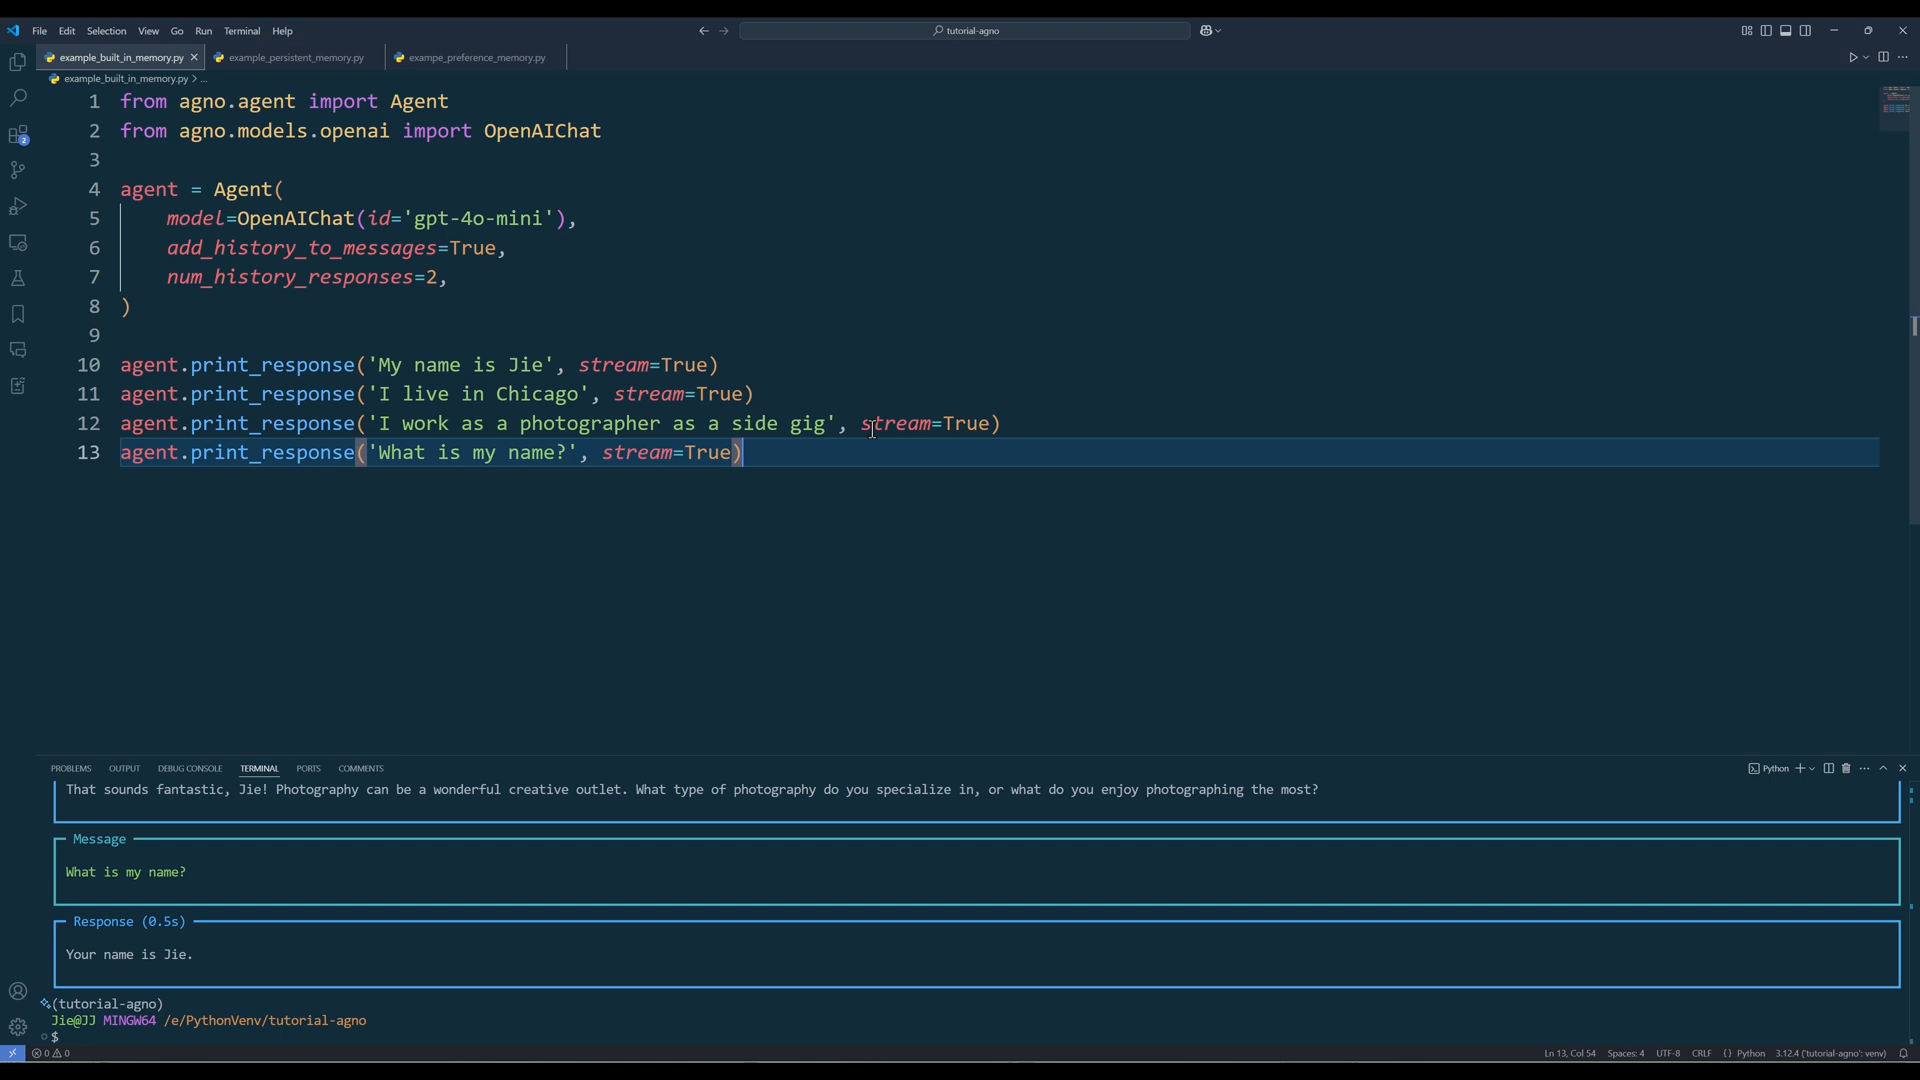 File Edit Selection View Go Run Terminal Help
tutorial-agno
example_built_in_memory.py
example_persistent_memory.py
exampe_preference_memory.py
example_built_in_memory.py > ...
1 from agno.agent import Agent
2 from agno.models.openai import OpenAIChat
3
4 agent = Agent(
5 model=OpenAIChat(id='gpt-4o-mini'),
6 add_history_to_messages=True,
7 num_history_responses=2,
8 )
9
10 agent.print_response('My name is Jie', stream=True)
11 agent.print_response('I live in Chicago', stream=True)
12 agent.print_response('I work as a photographer as a side gig', stream=True)
13 agent.print_response('What is my name?', stream=True)
2
PROBLEMS OUTPUT DEBUG CONSOLE TERMINAL PORTS COMMENTS
Python
That sounds fantastic, Jie! Photography can be a wonderful creative outlet. What type of photography do you specialize in, or what do you enjoy photographing the most?
Message
What is my name?
Response (0.5s)
Your name is Jie.
(tutorial-agno)
Jie@JJ MINGW64 /e/PythonVenv/tutorial-agno
$
0 0
Ln 13, Col 54 Spaces: 4 UTF-8 CRLF {} Python 3.12.4 ('tutorial-agno': venv)